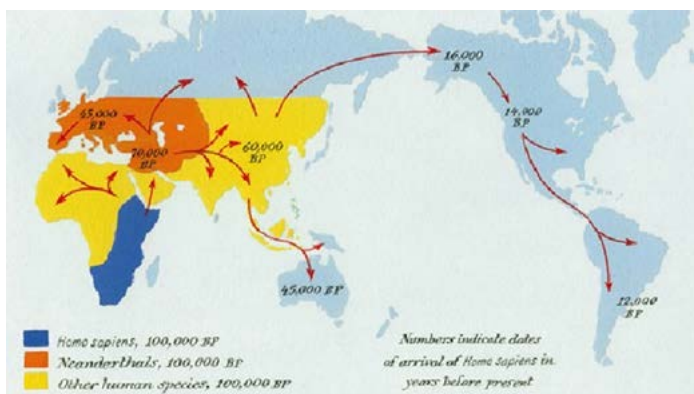 16,000
BP
45,000
BP
14,000
BP
70,000
BP
60,000
BP
45,000 BP
12,000
BP
Homo sapiens, 100,000 BP
Neanderthals, 100,000 BP
Other human species, 100,000 BP
Numbers indicate dates
of arrival of Homo sapiens in
years before present